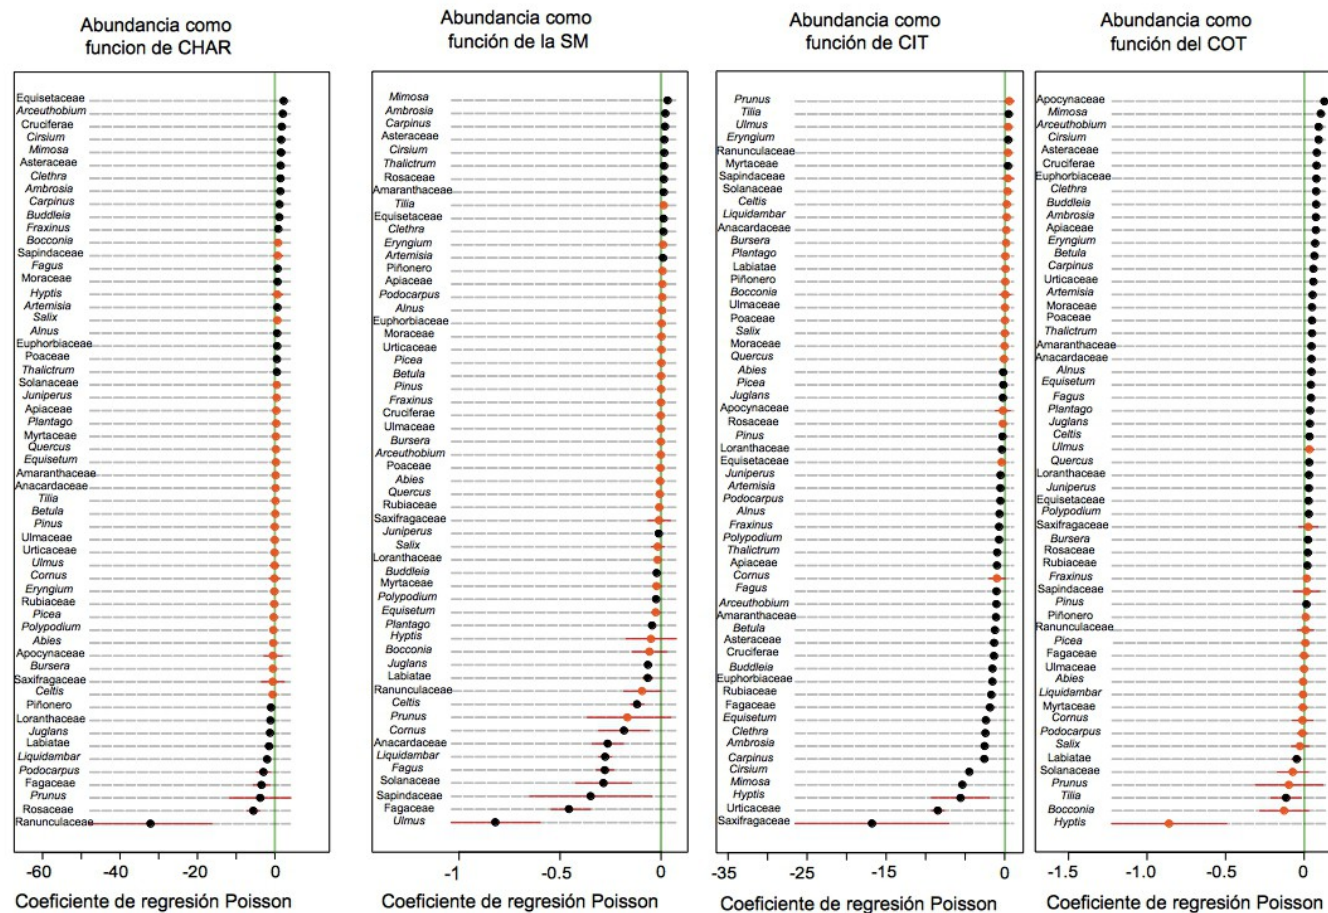 Abundancia como
funcion de CHAR
Equisetaceae
Arceuthobium
Cruciferae
Cirsium
Mimosa
Asteraceae
Clethra
Ambrosia
Carpinus
Buddleia
Fraxinus
Bocconia
Sapindaceae
Fagus
Moraceae
Hyptis
Artemisia
Salix
Alnus
Euphorbiaceae
Poaceae
Thalictrum
Solanaceae
Juniperus
Apiaceae
Plantago
Myrtaceae
Quercus
Equisetum
Amaranthaceae
Anacardaceae
Tilia
Betula
Pinus
Ulmaceae
Urticaceae
Ulmus
Cornus
Eryngium
Rubiaceae
Picea
Polypodium
Abies
Apocynaceae
Bursera
Saxifragaceae
Celtis
Piñonero
Loranthaceae
Juglans
Labiatae
Liquidambar
Podocarpus
Fagaceae
Prunus
Rosaceae
Ranunculaceae
-60 -40 -20 0
Coeficiente de regresión Poisson
Abundancia como
función de la SM
Mimosa
Ambrosia
Carpinus
Asteraceae
Cirsium
Thalictrum
Rosaceae
Amaranthaceae
Tilia
Equisetaceae
Clethra
Eryngium
Artemisia
Piñonero
Apiaceae
Podocarpus
Alnus
Euphorbiaceae
Moraceae
Urticaceae
Picea
Betula
Pinus
Fraxinus
Cruciferae
Ulmaceae
Bursera
Arceuthobium
Poaceae
Abies
Quercus
Rubiaceae
Saxifragaceae
Juniperus
Salix
Loranthaceae
Buddleia
Myrtaceae
Polypodium
Equisetum
Plantago
Hyptis
Bocconia
Juglans
Labiatae
Ranunculaceae
Celtis
Prunus
Cornus
Anacardaceae
Liquidambar
Fagus
Solanaceae
Sapindaceae
Fagaceae
Ulmus
-1 -0.5 0
Coeficiente de regresión Poisson
Abundancia como
función de CIT
Prunus
Tilia
Ulmus
Eryngium
Ranunculaceae
Myrtaceae
Sapindaceae
Solanaceae
Celtis
Liquidambar
Anacardaceae
Bursera
Plantago
Labiatae
Piñonero
Bocconia
Ulmaceae
Poaceae
Salix
Moraceae
Quercus
Abies
Picea
Juglans
Apocynaceae
Rosaceae
Pinus
Loranthaceae
Equisetaceae
Juniperus
Artemisia
Podocarpus
Alnus
Fraxinus
Polypodium
Thalictrum
Apiaceae
Cornus
Fagus
Arceuthobium
Amaranthaceae
Betula
Asteraceae
Cruciferae
Buddleia
Euphorbiaceae
Rubiaceae
Fagaceae
Equisetum
Clethra
Ambrosia
Carpinus
Cirsium
Mimosa
Hyptis
Urticaceae
Saxifragaceae
-35 -25 -15 0
Coeficiente de regresión Poisson
Abundancia como
función del COT
Apocynaceae
Mimosa
Arceuthobium
Cirsium
Asteraceae
Cruciferae
Euphorbiaceae
Clethra
Buddleia
Ambrosia
Apiaceae
Eryngium
Betula
Carpinus
Urticaceae
Artemisia
Moraceae
Poaceae
Thalictrum
Amaranthaceae
Anacardaceae
Alnus
Equisetum
Fagus
Plantago
Juglans
Celtis
Ulmus
Quercus
Loranthaceae
Juniperus
Equisetaceae
Polypodium
Saxifragaceae
Bursera
Rosaceae
Rubiaceae
Fraxinus
Sapindaceae
Pinus
Piñonero
Ranunculaceae
Picea
Fagaceae
Ulmaceae
Abies
Liquidambar
Myrtaceae
Cornus
Podocarpus
Salix
Labiatae
Solanaceae
Prunus
Tilia
Bocconia
Hyptis
-1.5 -1.0 -0.5 0
Coeficiente de regresión Poisson